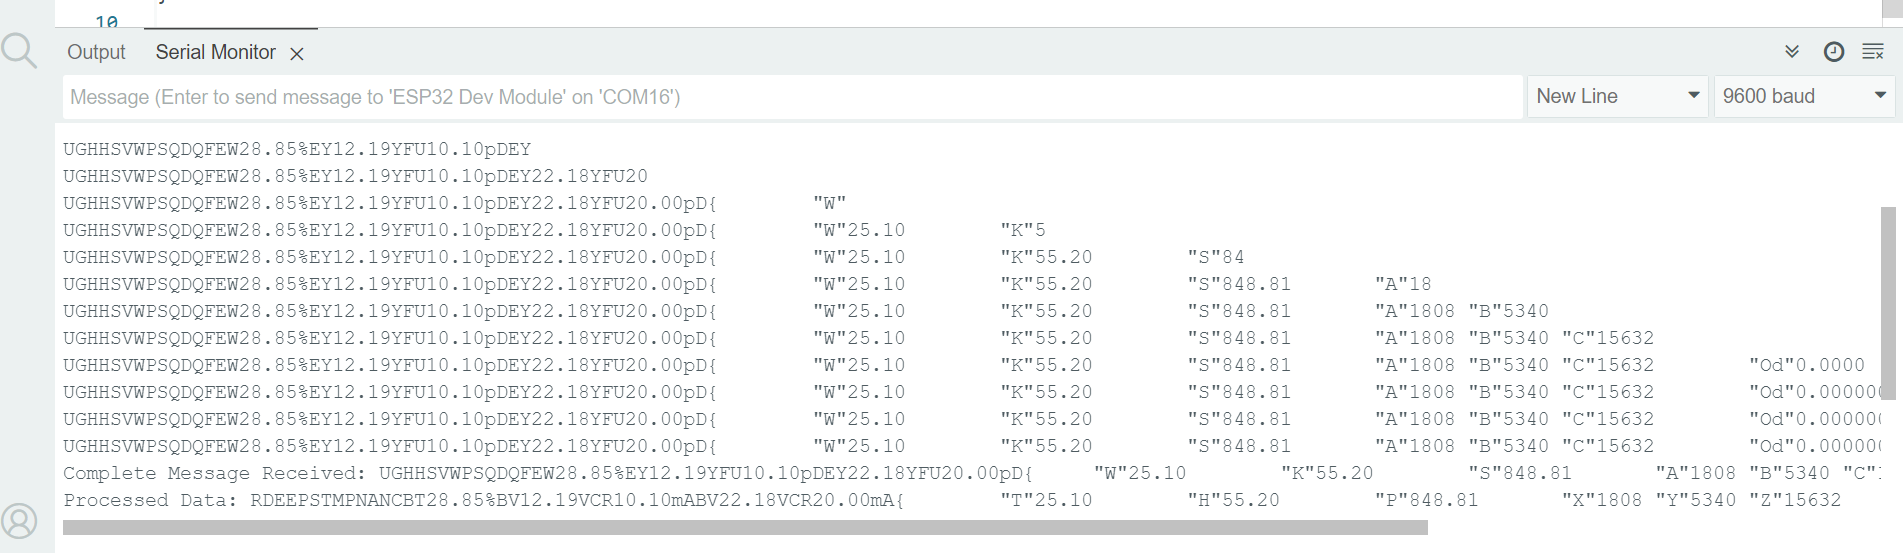 10
Output Serial Monitor ×
Message (Enter to send message to 'ESP32 Dev Module' on 'COM16') New Line 9600 baud
UGHHSVWPSQDQFEW28.85%EY12.19YFU10.10pDEY
UGHHSVWPSQDQFEW28.85%EY12.19YFU10.10pDEY22.18YFU20
UGHHSVWPSQDQFEW28.85%EY12.19YFU10.10pDEY22.18YFU20.00pD{ "W"
UGHHSVWPSQDQFEW28.85%EY12.19YFU10.10pDEY22.18YFU20.00pD{ "W"25.10 "K"5
UGHHSVWPSQDQFEW28.85%EY12.19YFU10.10pDEY22.18YFU20.00pD{ "W"25.10 "K"55.20 "S"84
UGHHSVWPSQDQFEW28.85%EY12.19YFU10.10pDEY22.18YFU20.00pD{ "W"25.10 "K"55.20 "S"848.81 "A"18
UGHHSVWPSQDQFEW28.85%EY12.19YFU10.10pDEY22.18YFU20.00pD{ "W"25.10 "K"55.20 "S"848.81 "A"1808 "B"5340
UGHHSVWPSQDQFEW28.85%EY12.19YFU10.10pDEY22.18YFU20.00pD{ "W"25.10 "K"55.20 "S"848.81 "A"1808 "B"5340 "C"15632
UGHHSVWPSQDQFEW28.85%EY12.19YFU10.10pDEY22.18YFU20.00pD{ "W"25.10 "K"55.20 "S"848.81 "A"1808 "B"5340 "C"15632 "Od"0.0000
UGHHSVWPSQDQFEW28.85%EY12.19YFU10.10pDEY22.18YFU20.00pD{ "W"25.10 "K"55.20 "S"848.81 "A"1808 "B"5340 "C"15632 "Od"0.000000
UGHHSVWPSQDQFEW28.85%EY12.19YFU10.10pDEY22.18YFU20.00pD{ "W"25.10 "K"55.20 "S"848.81 "A"1808 "B"5340 "C"15632 "Od"0.000000
UGHHSVWPSQDQFEW28.85%EY12.19YFU10.10pDEY22.18YFU20.00pD{ "W"25.10 "K"55.20 "S"848.81 "A"1808 "B"5340 "C"15632 "Od"0.000000
Complete Message Received: UGHHSVWPSQDQFEW28.85%EY12.19YFU10.10pDEY22.18YFU20.00pD{ "W"25.10 "K"55.20 "S"848.81 "A"1808 "B"5340 "C"1
Processed Data: RDEEPSTMPNANCBT28.85%BV12.19VCR10.10mABV22.18VCR20.00mA{ "T"25.10 "H"55.20 "P"848.81 "X"1808 "Y"5340 "Z"15632